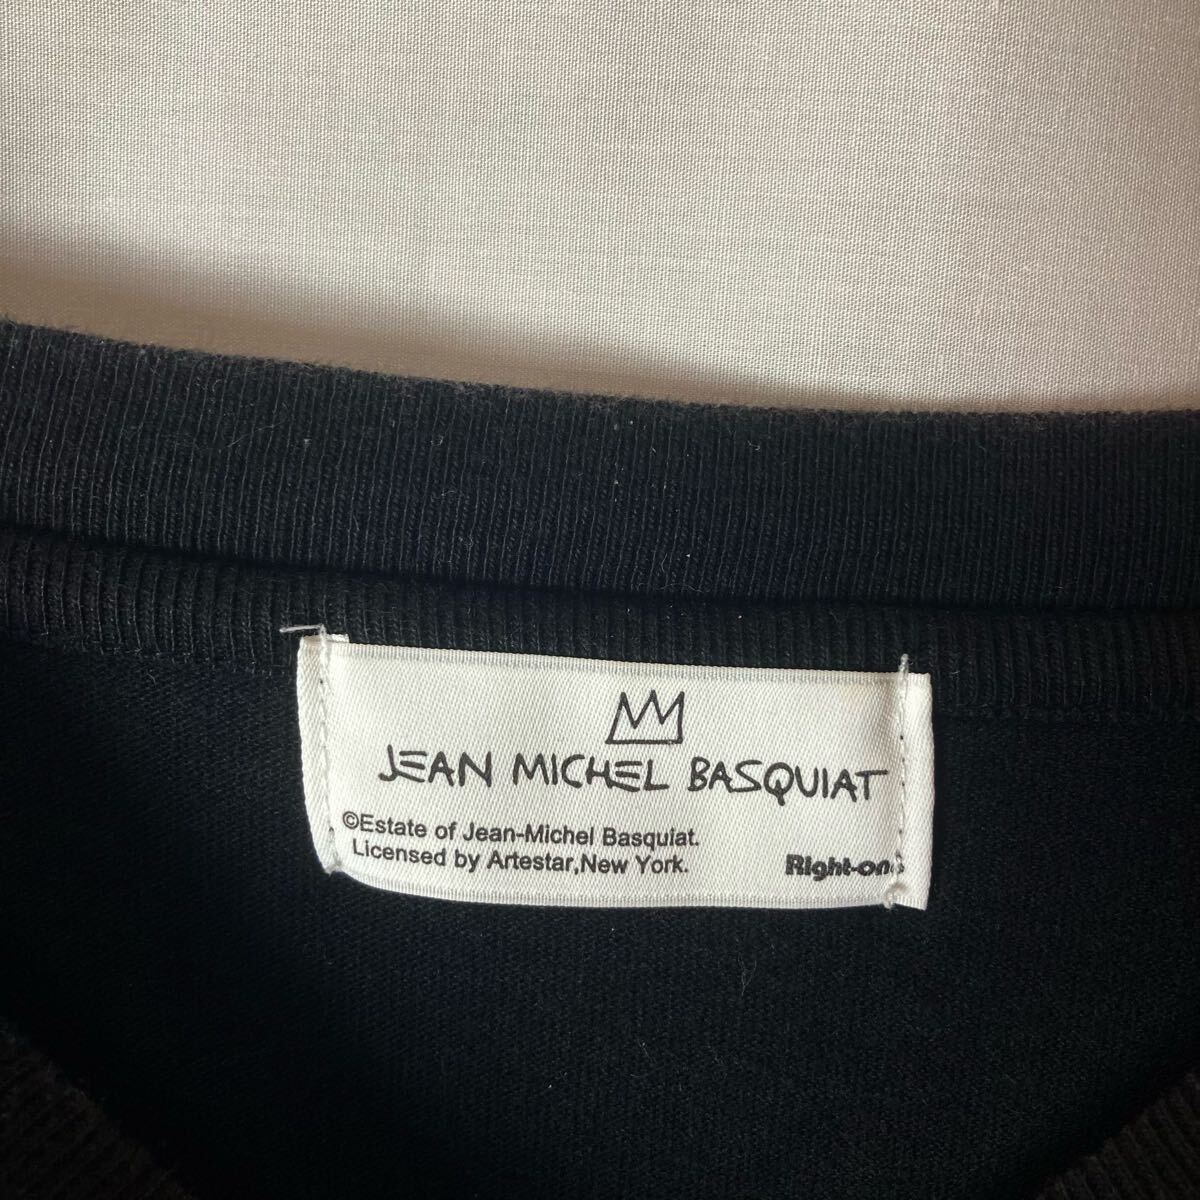 JEAN MICHEL BASQUIAT
©Estate of Jean-Michel Basquiat.
Licensed by Artestar,New York.
Right-on